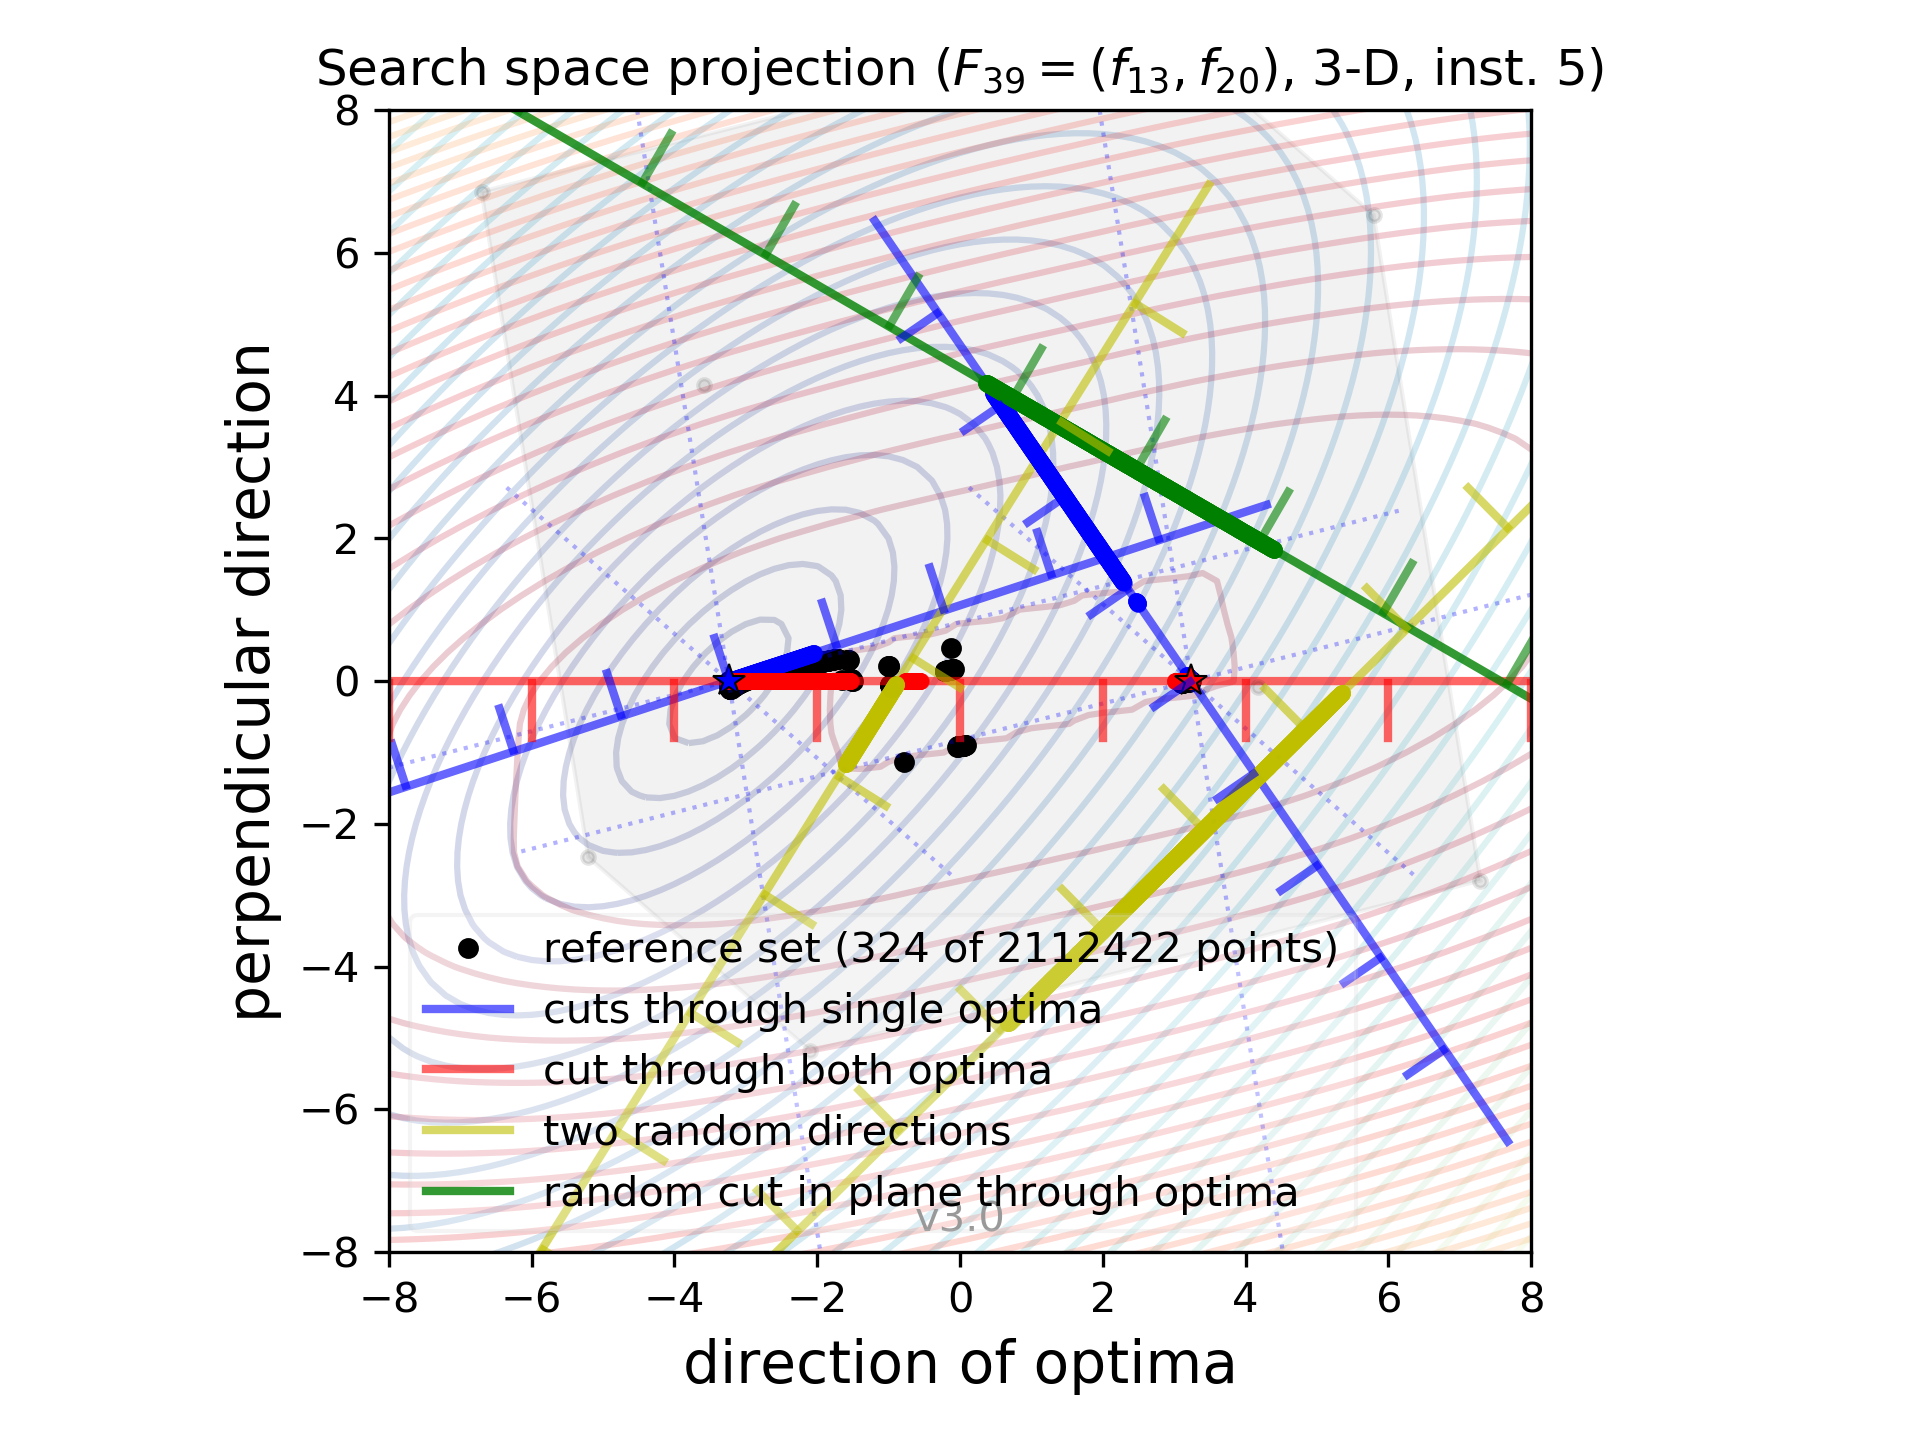 Search space projection (F39 = (f13, f20), 3-D, inst. 5)
8
6
4
2
0
−2
−4
−6
−8
perpendicular direction
reference set (324 of 2112422 points)
cuts through single optima
cut through both optima
two random directions
random cut in plane through optima
v3.0
−8 −6 −4 −2 0 2 4 6 8
direction of optima